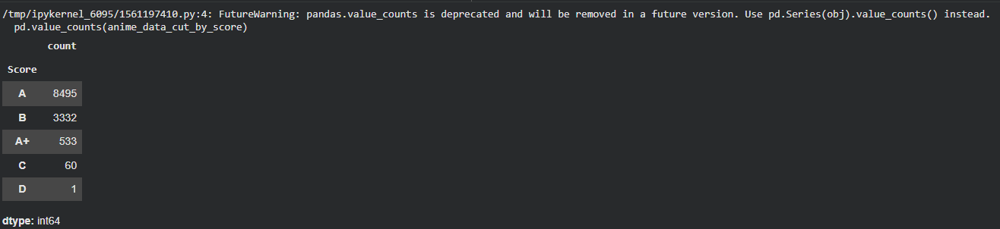 /tmp/ipykernel_6095/1561197410.py:4: FutureWarning: pandas.value_counts is deprecated and will be removed in a future version. Use pd.Series(obj).value_counts() instead.
  pd.value_counts(anime_data_cut_by_score)
count
Score
A 8495
B 3332
A+ 533
C 60
D 1
dtype: int64